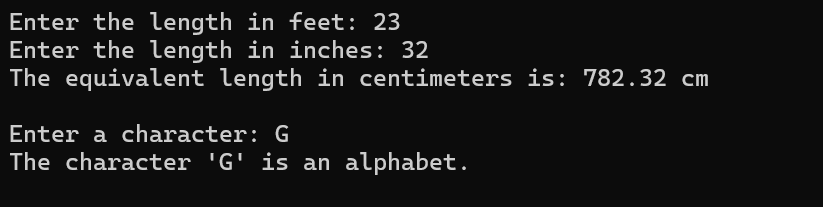 Enter the length in feet: 23
Enter the length in inches: 32
The equivalent length in centimeters is: 782.32 cm
Enter a character: G
The character 'G' is an alphabet.